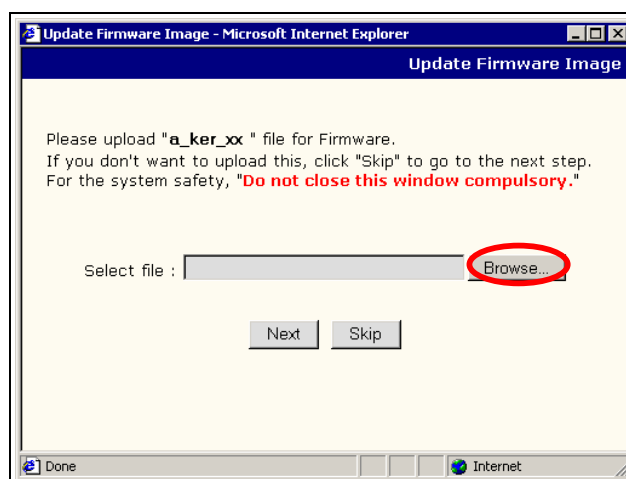 Update Firmware Image - Microsoft Internet Explorer
Update Firmware Image
Please upload "a_ker_xx " file for Firmware.
If you don't want to upload this, click "Skip" to go to the next step.
For the system safety, "Do not close this window compulsory."
Select file :
Browse...
Next
Skip
Done
Internet